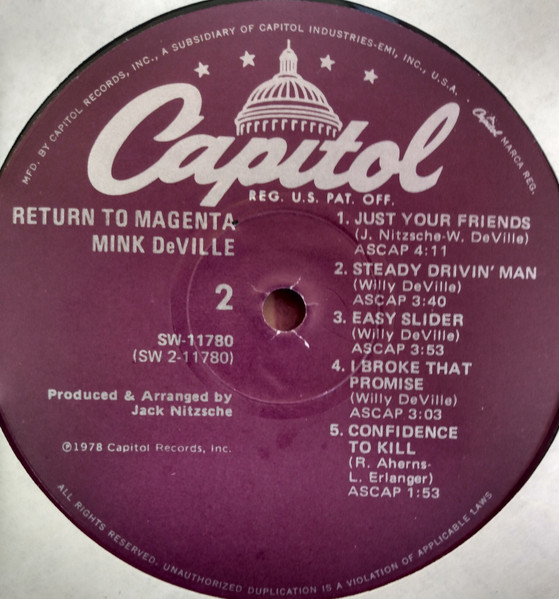 MFD. BY CAPITOL RECORDS, INC., A SUBSIDIARY OF CAPITOL INDUSTRIES-EMI, INC., U.S.A. . Capitol MARCA REG.
Capitol
REG. U.S. PAT. OFF.
RETURN TO MAGENTA
MINK DeVILLE
2
SW-11780
(SW 2-11780)
Produced & Arranged by
Jack Nitzsche
℗1978 Capitol Records, Inc.
1. JUST YOUR FRIENDS
(J. Nitzsche-W. DeVille)
ASCAP 4:11
2. STEADY DRIVIN' MAN
(Willy DeVille)
ASCAP 3:40
3. EASY SLIDER
(Willy DeVille)
ASCAP 3:53
4. I BROKE THAT
PROMISE
(Willy DeVille)
ASCAP 3:03
5. CONFIDENCE
TO KILL
(R. Aherns-
L. Erlanger)
ASCAP 1:53
ALL RIGHTS RESERVED. UNAUTHORIZED DUPLICATION IS A VIOLATION OF APPLICABLE LAWS